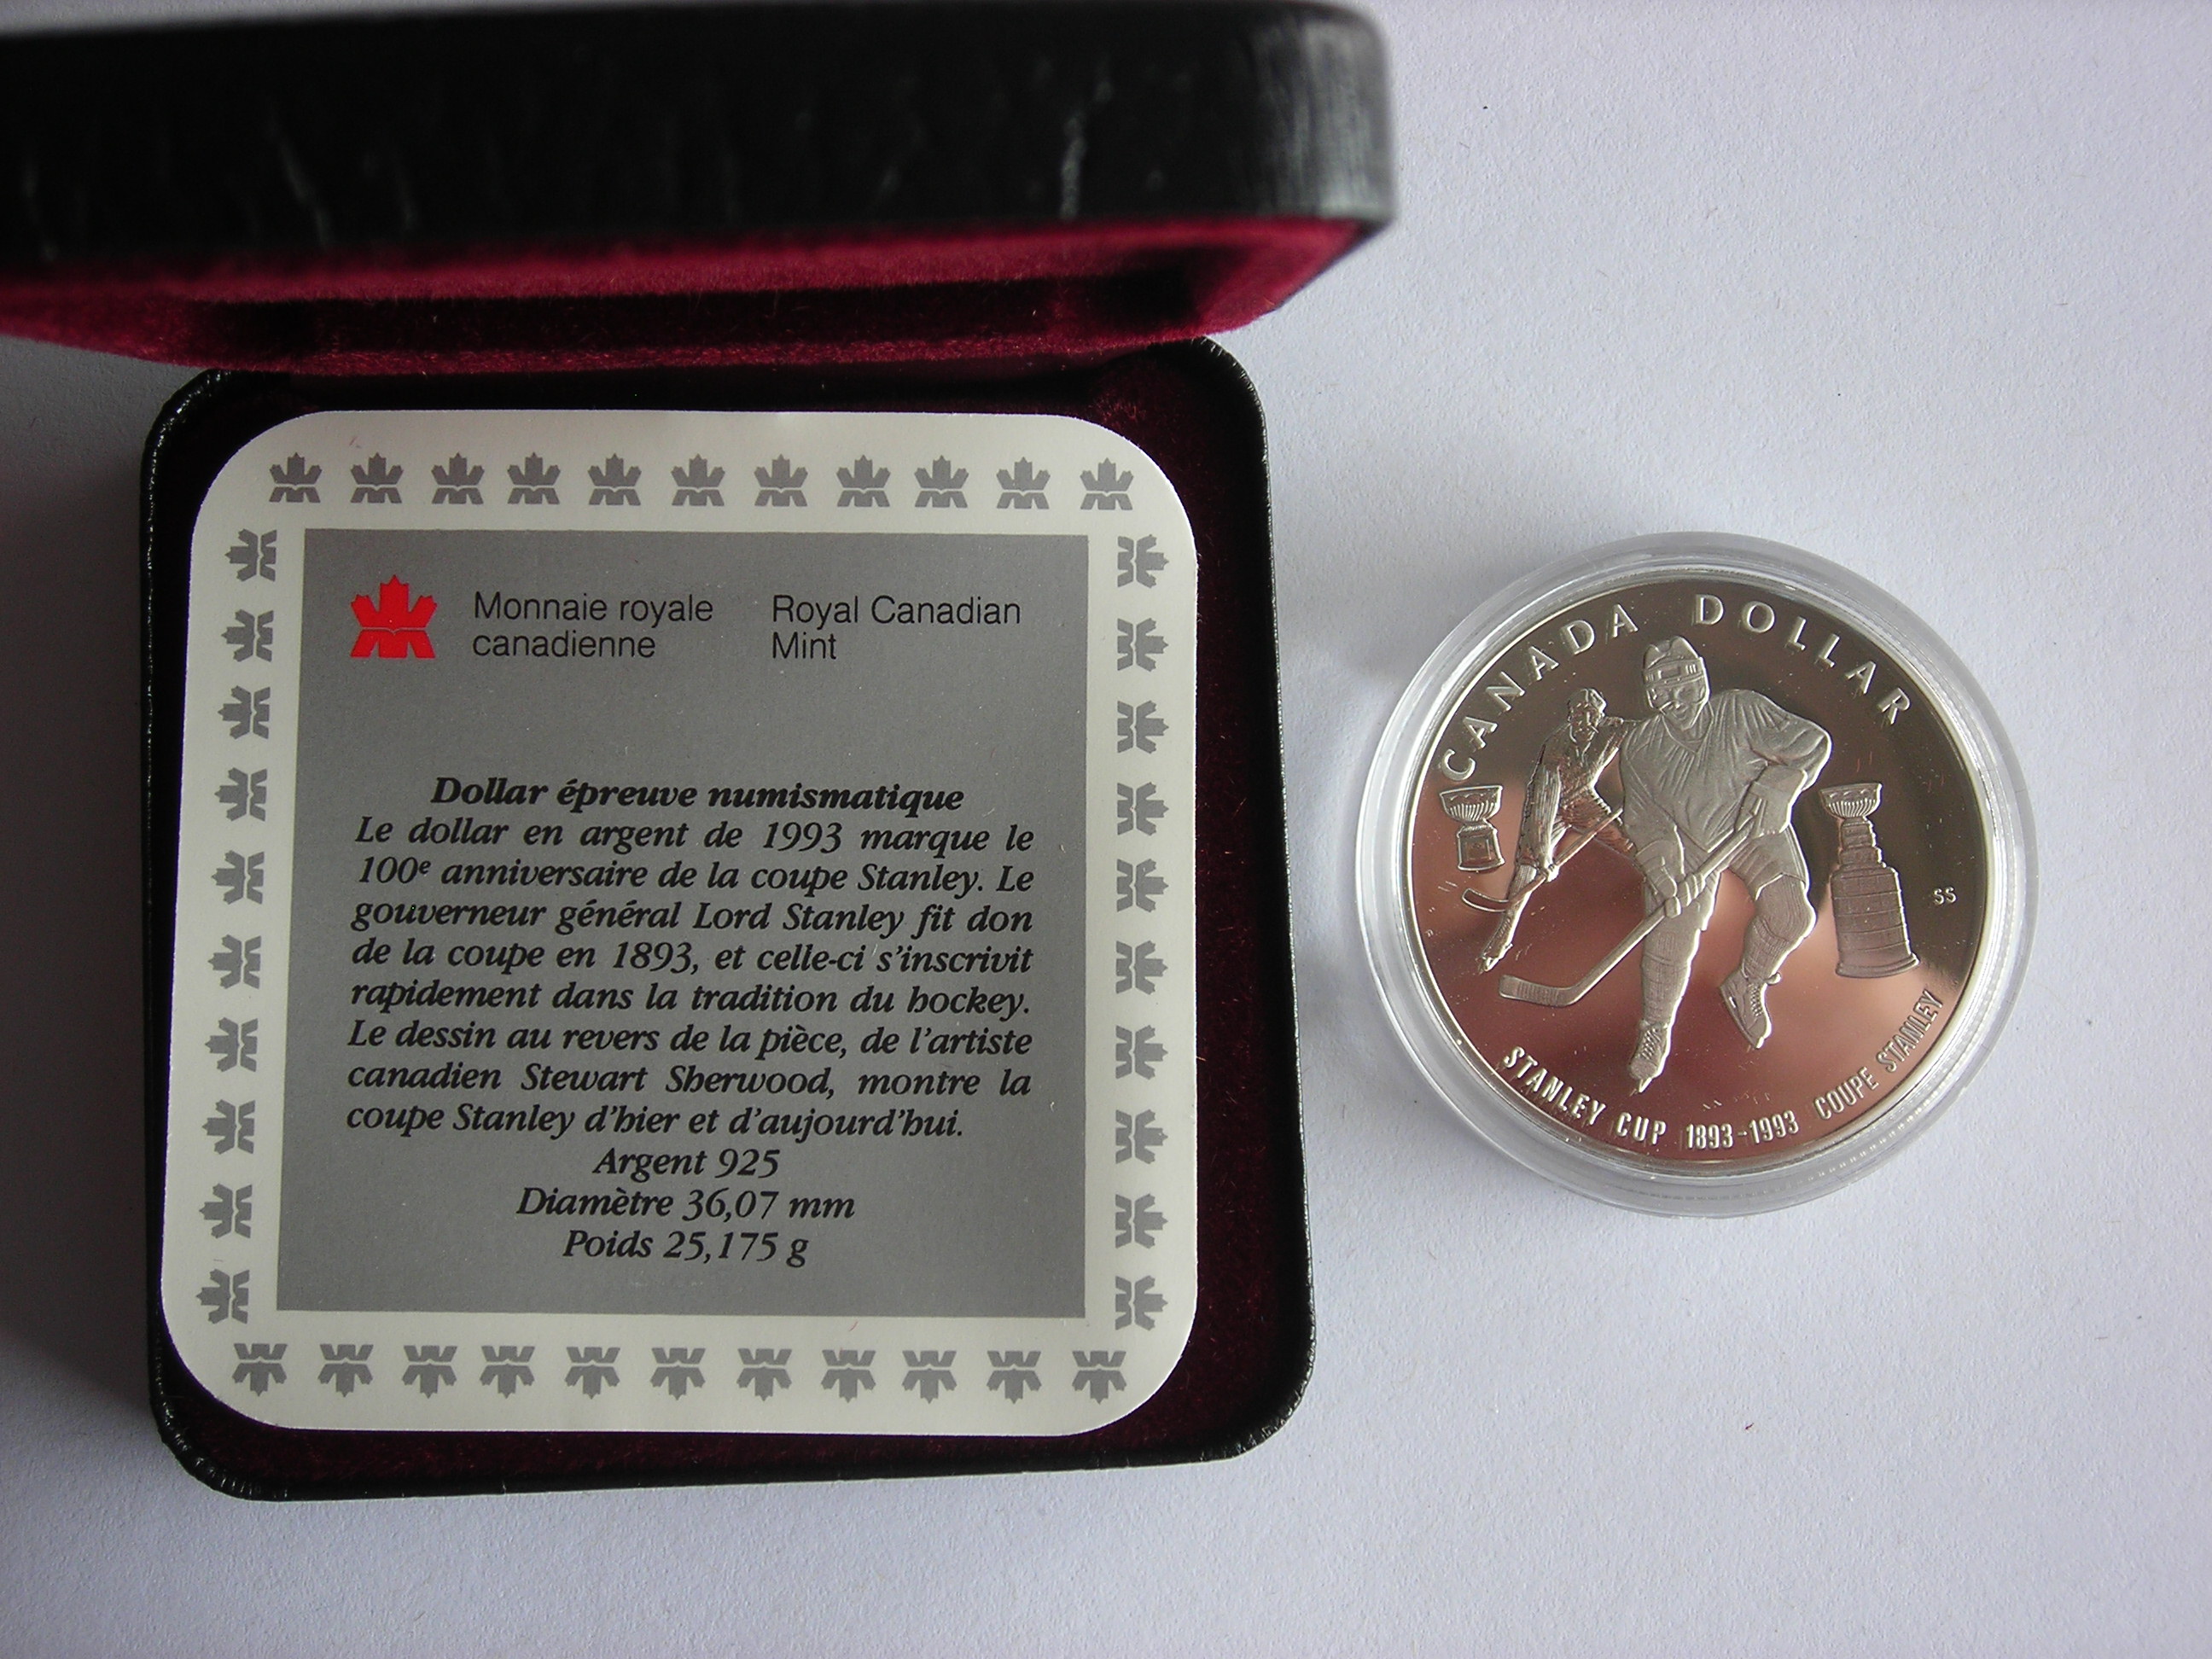 Monnaie royale
canadienne
Royal Canadian
Mint
Dollar épreuve numismatique
Le dollar en argent de 1993 marque le
100e anniversaire de la coupe Stanley. Le
gouverneur général Lord Stanley fit don
de la coupe en 1893, et celle-ci s'inscrivit
rapidement dans la tradition du hockey.
Le dessin au revers de la pièce, de l'artiste
canadien Stewart Sherwood, montre la
coupe Stanley d'hier et d'aujourd'hui.
Argent 925
Diamètre 36,07 mm
Poids 25,175 g
CANADA DOLLAR
SS
STANLEY CUP 1893-1993 COUPE STANLEY